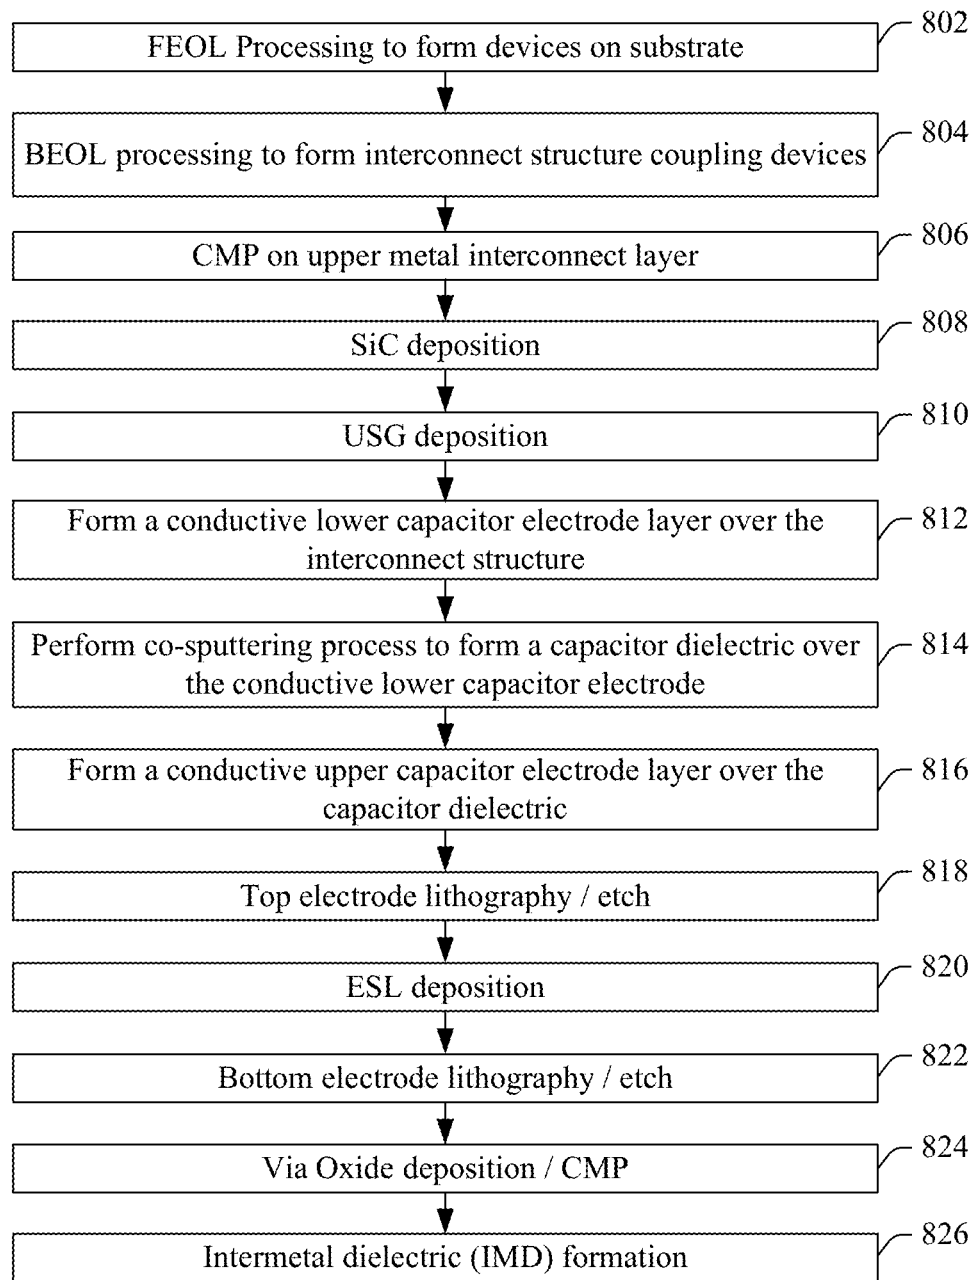 FEOL Processing to form devices on substrate
802
BEOL processing to form interconnect structure coupling devices
804
CMP on upper metal interconnect layer
806
SiC deposition
808
USG deposition
810
Form a conductive lower capacitor electrode layer over the
interconnect structure
812
Perform co-sputtering process to form a capacitor dielectric over
the conductive lower capacitor electrode
814
Form a conductive upper capacitor electrode layer over the
capacitor dielectric
816
Top electrode lithography / etch
818
ESL deposition
820
Bottom electrode lithography / etch
822
Via Oxide deposition / CMP
824
Intermetal dielectric (IMD) formation
826